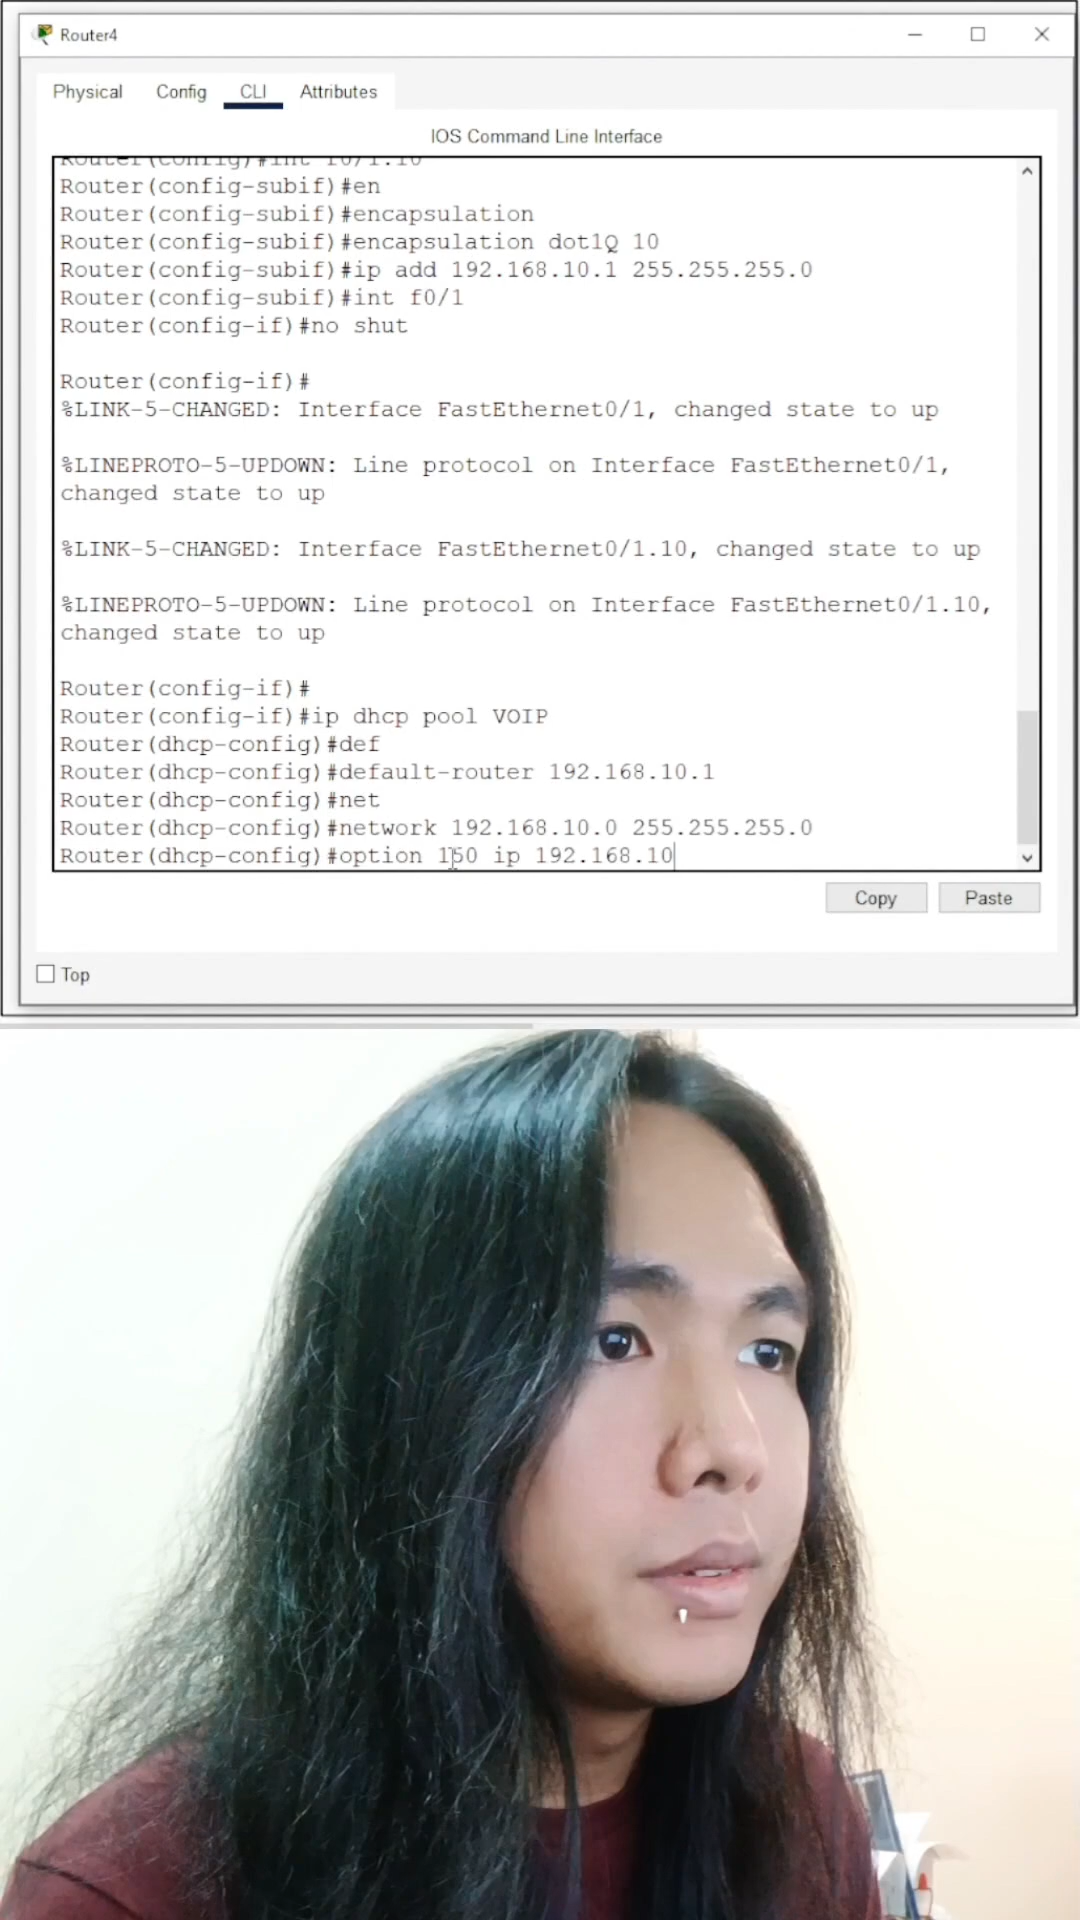 Router4
Physical Config CLI Attributes
IOS Command Line Interface
Router(config)#int f0/1.10
Router(config-subif)#en
Router(config-subif)#encapsulation
Router(config-subif)#encapsulation dot1Q 10
Router(config-subif)#ip add 192.168.10.1 255.255.255.0
Router(config-subif)#int f0/1
Router(config-if)#no shut
Router(config-if)#
%LINK-5-CHANGED: Interface FastEthernet0/1, changed state to up
%LINEPROTO-5-UPDOWN: Line protocol on Interface FastEthernet0/1,
changed state to up
%LINK-5-CHANGED: Interface FastEthernet0/1.10, changed state to up
%LINEPROTO-5-UPDOWN: Line protocol on Interface FastEthernet0/1.10,
changed state to up
Router(config-if)#
Router(config-if)#ip dhcp pool VOIP
Router(dhcp-config)#def
Router(dhcp-config)#default-router 192.168.10.1
Router(dhcp-config)#net
Router(dhcp-config)#network 192.168.10.0 255.255.255.0
Router(dhcp-config)#option 150 ip 192.168.10
Copy Paste
Top